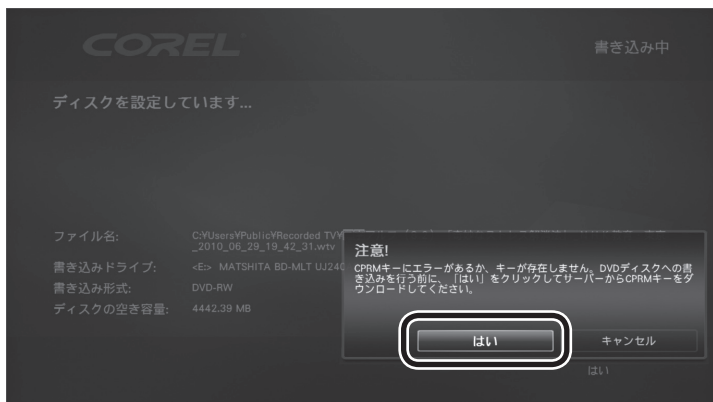 COREL
書き込み中
ディスクを設定しています...
ファイル名:
C:¥Users¥Public¥Recorded TV¥
_2010_06_29_19_42_31.wtv
書き込みドライブ:
<E:> MATSHITA BD-MLT UJ240
書き込み形式:
DVD-RW
ディスクの空き容量:
4442.39 MB
注意!
CPRMキーにエラーがあるか、キーが存在しません。DVDディスクへの書
き込みを行う前に、「はい」をクリックしてサーバーからCPRMキーをダ
ウンロードしてください。
はい
キャンセル
はい